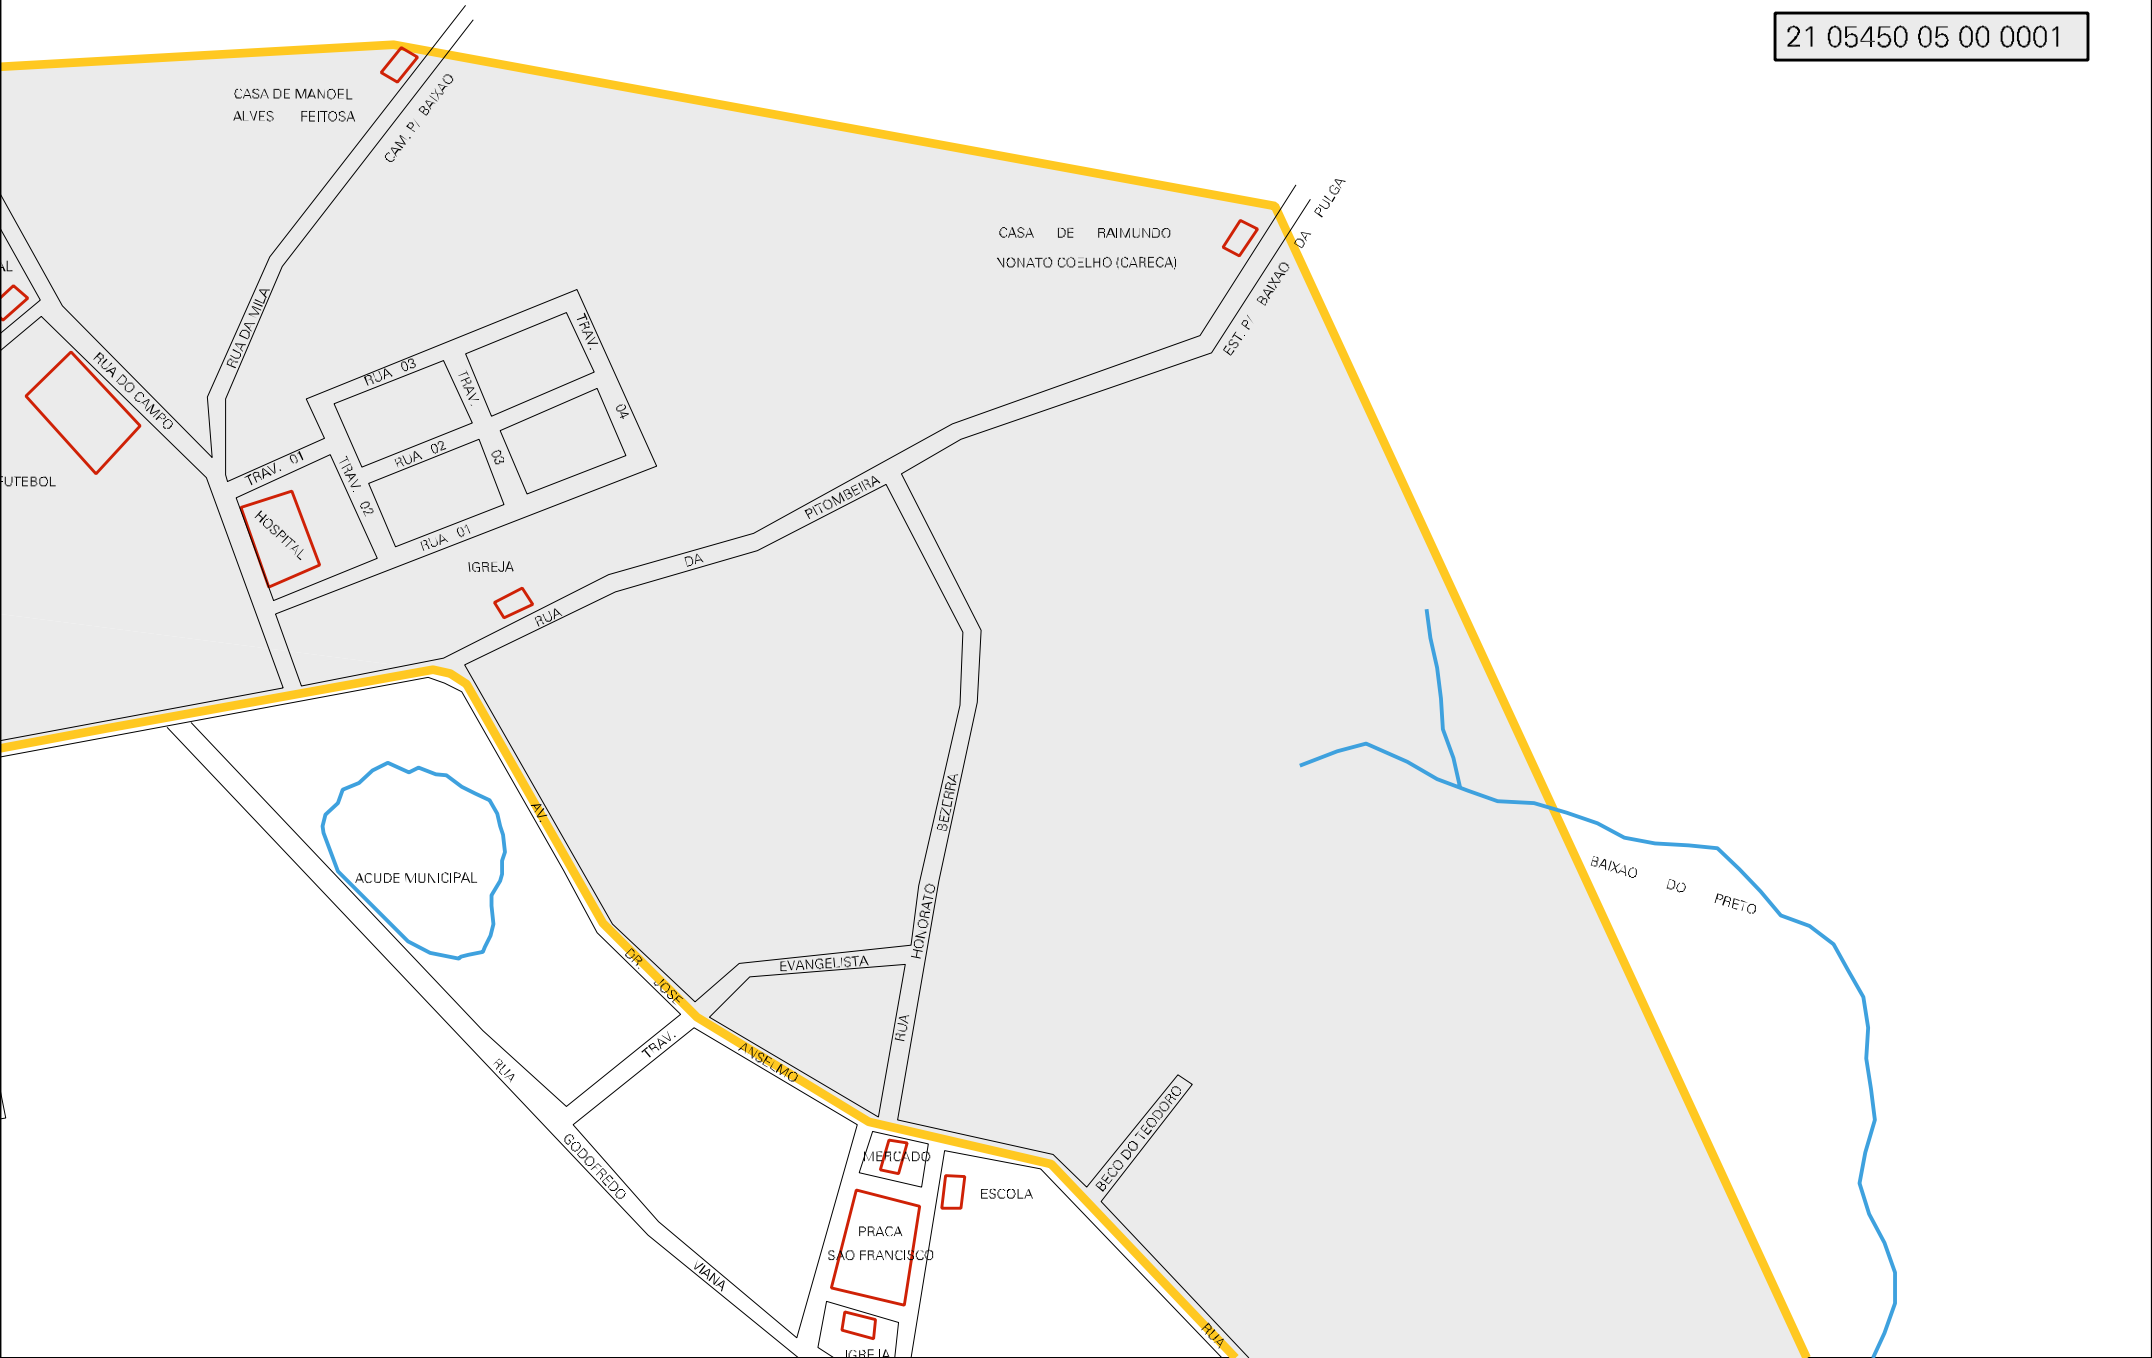 21 05450 05 00 0001
CASA DE MANOEL
ALVES FEITOSA
CAM. P/ BAIXAO
CASA DE RAIMUNDO
NONATO COELHO (CARECA)
EST. P/ BAIXAO DA PULGA
AL
RUA DA MILA
RUA DO CAMPO
RUA 03
TRAV. 04
TRAV. 03
RUA 02
TRAV. 01
TRAV. 02
FUTEBOL
HOSPITAL
RUA 01
IGREJA
RUA DA PITOMBEIRA
AV. DR. JOSE ANSELMO
ACUDE MUNICIPAL
RUA HONORATO BEZERRA
BAIXAO DO PRETO
TRAV. EVANGELISTA
RUA GODOFREDO VIANA
BECO DO TEODORO
MERCADO
ESCOLA
PRACA
SAO FRANCISCO
IGREJA
RUA